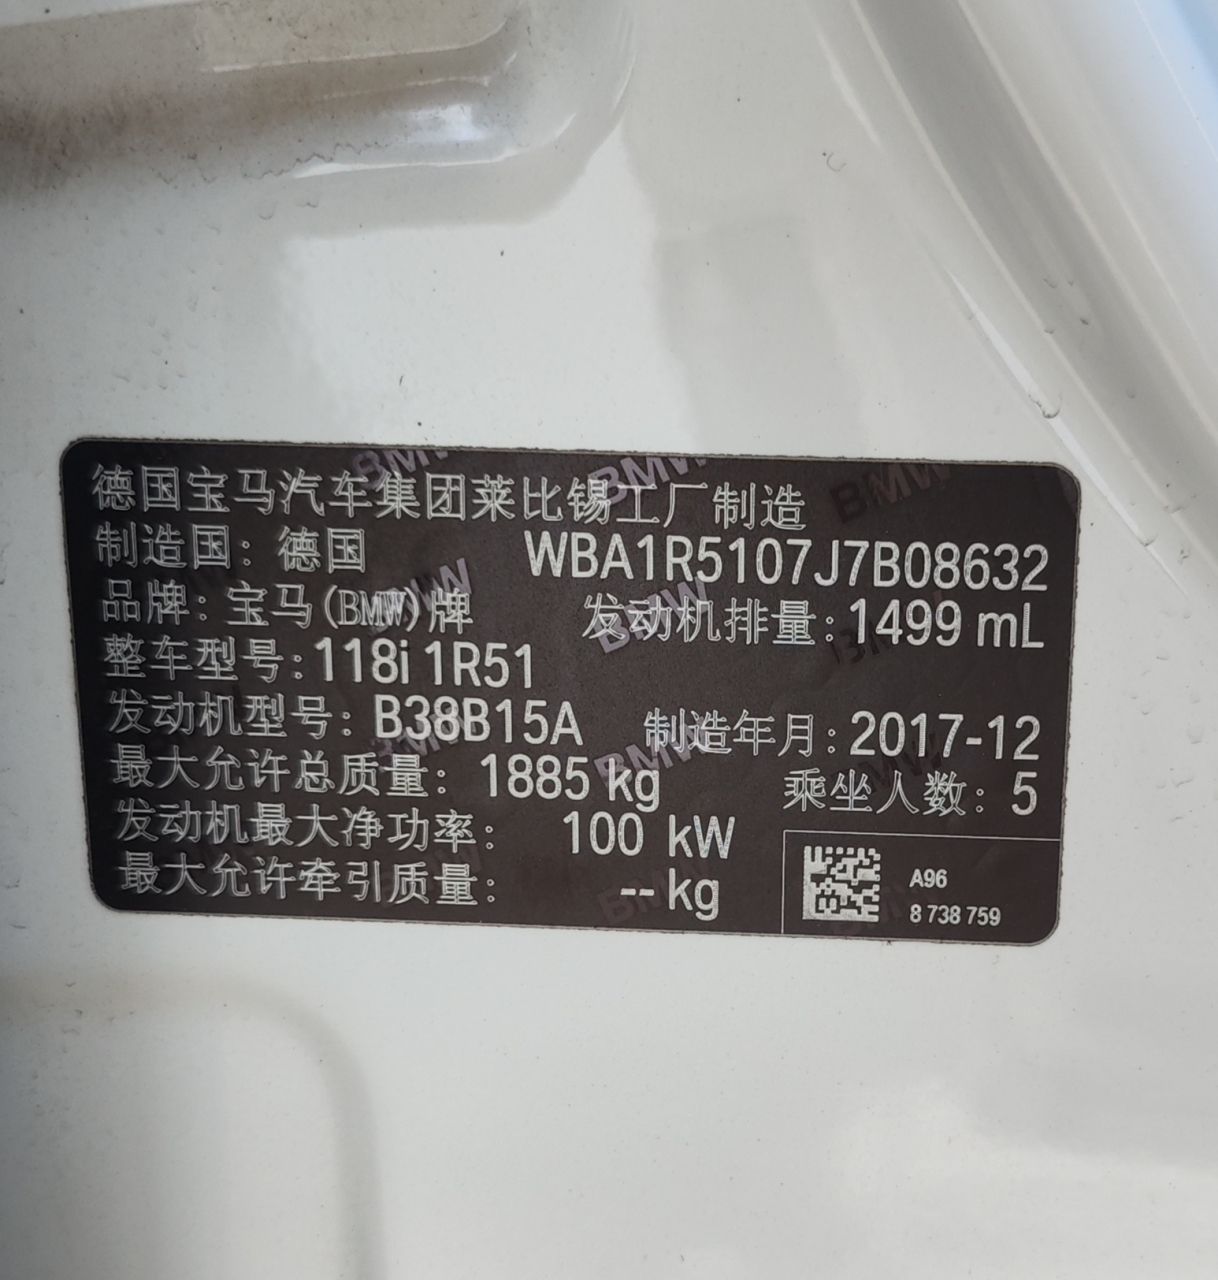 德国宝马汽车集团莱比锡工厂制造
制造国：德国 WBA1R5107J7B08632
品牌：宝马(BMW)牌 发动机排量：1499 mL
整车型号：118i 1R51
发动机型号：B38B15A 制造年月：2017-12
最大允许总质量：1885 kg 乘坐人数：5
发动机最大净功率：100 kW
最大允许牵引质量：--kg
A96
8 738 759